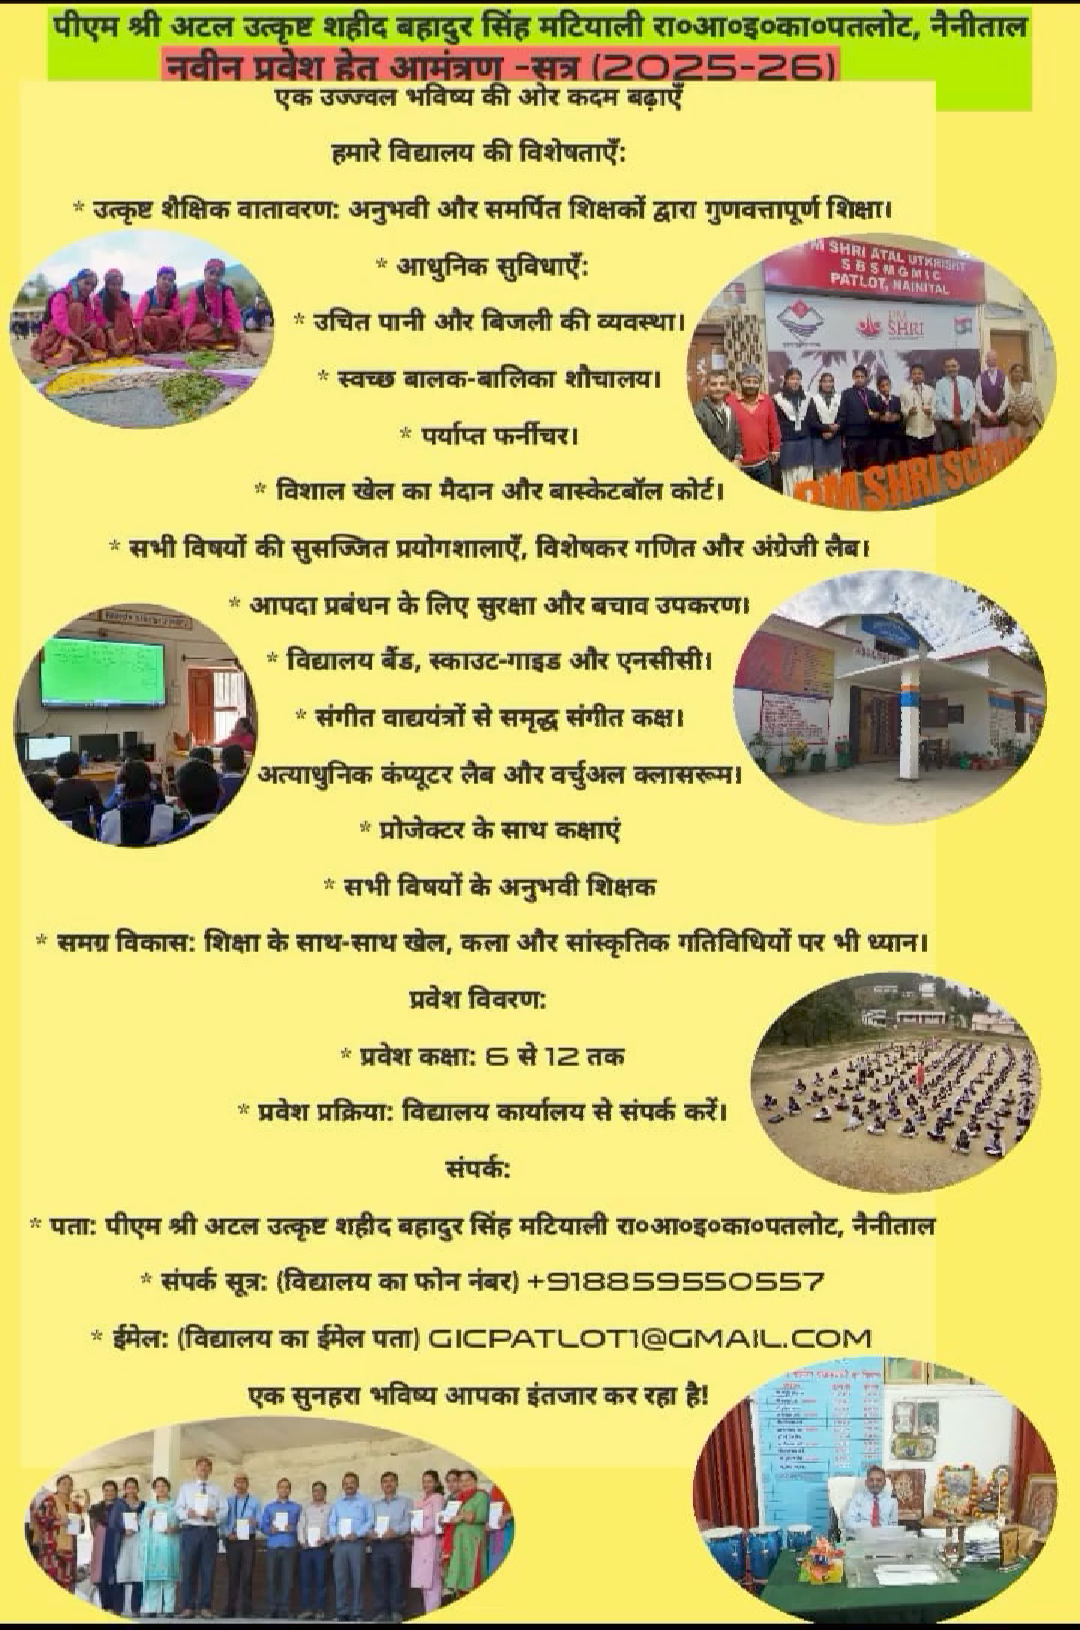 पीएम श्री अटल उत्कृष्ट शहीद बहादुर सिंह मटियाली रा०आ०इ०का०पतलोट, नैनीताल
नवीन प्रवेश हेतु आमंत्रण -सत्र (2025-26)
एक उज्ज्वल भविष्य की ओर कदम बढ़ाएँ
हमारे विद्यालय की विशेषताएँ:
* उत्कृष्ट शैक्षिक वातावरण: अनुभवी और समर्पित शिक्षकों द्वारा गुणवत्तापूर्ण शिक्षा।
* आधुनिक सुविधाएँ:
PM SHRI ATAL UTKRISHT
S B S M G M I C
PATLOT, NAINITAL
PM SHRI
* उचित पानी और बिजली की व्यवस्था।
* स्वच्छ बालक-बालिका शौचालय।
* पर्याप्त फर्नीचर।
PM SHRI SCHOOL
* विशाल खेल का मैदान और बास्केटबॉल कोर्ट।
* सभी विषयों की सुसज्जित प्रयोगशालाएँ, विशेषकर गणित और अंग्रेजी लैब।
* आपदा प्रबंधन के लिए सुरक्षा और बचाव उपकरण।
* विद्यालय बैंड, स्काउट-गाइड और एनसीसी।
* संगीत वाद्ययंत्रों से समृद्ध संगीत कक्ष।
अत्याधुनिक कंप्यूटर लैब और वर्चुअल क्लासरूम।
* प्रोजेक्टर के साथ कक्षाएं
* सभी विषयों के अनुभवी शिक्षक
* समग्र विकास: शिक्षा के साथ-साथ खेल, कला और सांस्कृतिक गतिविधियों पर भी ध्यान।
प्रवेश विवरण:
* प्रवेश कक्षा: 6 से 12 तक
* प्रवेश प्रक्रिया: विद्यालय कार्यालय से संपर्क करें।
संपर्क:
* पता: पीएम श्री अटल उत्कृष्ट शहीद बहादुर सिंह मटियाली रा०आ०इ०का०पतलोट, नैनीताल
* संपर्क सूत्र: (विद्यालय का फोन नंबर) +918859550557
* ईमेल: (विद्यालय का ईमेल पता) GICPATLOT1@GMAIL.COM
एक सुनहरा भविष्य आपका इंतजार कर रहा है!